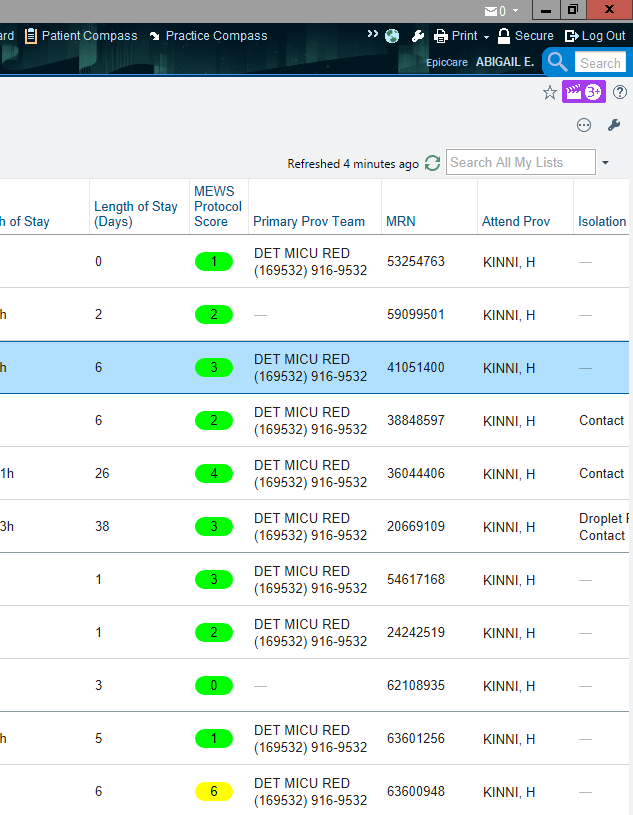 0
ard Patient Compass Practice Compass Print Secure Log Out
EpicCare ABIGAIL E. Search
3+ ?
Refreshed 4 minutes ago Search All My Lists
h of Stay Length of Stay (Days) MEWS Protocol Score Primary Prov Team MRN Attend Prov Isolation
0 1 DET MICU RED 53254763 KINNI, H —
(169532) 916-9532
h 2 2 — 59099501 KINNI, H —
h 6 3 DET MICU RED 41051400 KINNI, H —
(169532) 916-9532
6 2 DET MICU RED 38848597 KINNI, H Contact
(169532) 916-9532
1h 26 4 DET MICU RED 36044406 KINNI, H Contact
(169532) 916-9532
3h 38 3 DET MICU RED 20669109 KINNI, H Droplet P
(169532) 916-9532 Contact
1 3 DET MICU RED 54617168 KINNI, H —
(169532) 916-9532
1 2 DET MICU RED 24242519 KINNI, H —
(169532) 916-9532
3 0 — 62108935 KINNI, H —
h 5 1 DET MICU RED 63601256 KINNI, H —
(169532) 916-9532
6 6 DET MICU RED 63600948 KINNI, H —
(169532) 916-9532